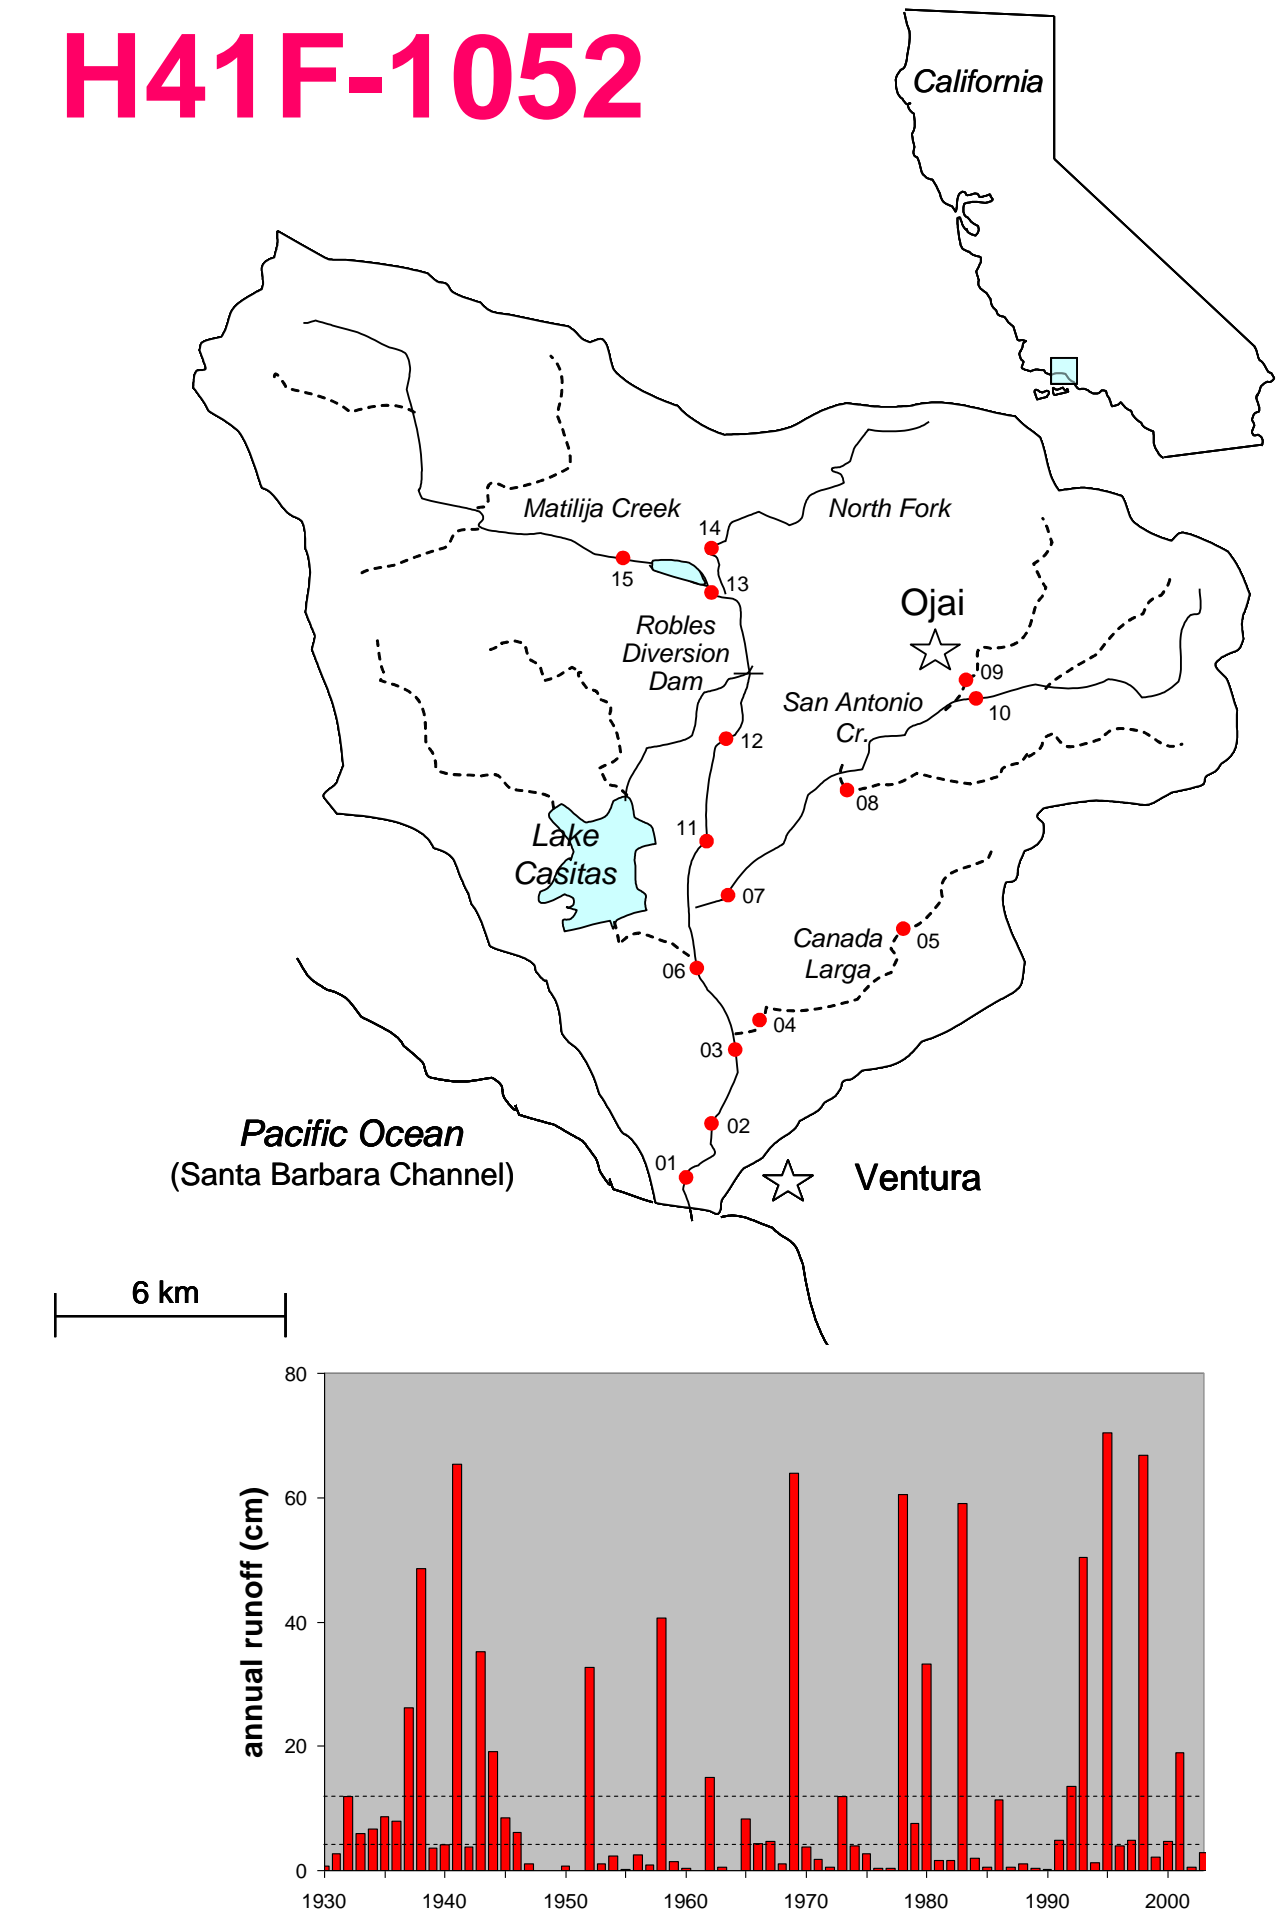 H41F-1052
California
Matilija Creek
North Fork
14
15
13
Ojai
Robles
Diversion
Dam
09
San Antonio
Cr.
10
12
08
11
Lake
Casitas
07
Canada
Larga
05
06
04
03
02
Pacific Ocean
(Santa Barbara Channel)
01
Ventura
6 km
annual runoff (cm)
80
60
40
20
0
1930 1940 1950 1960 1970 1980 1990 2000